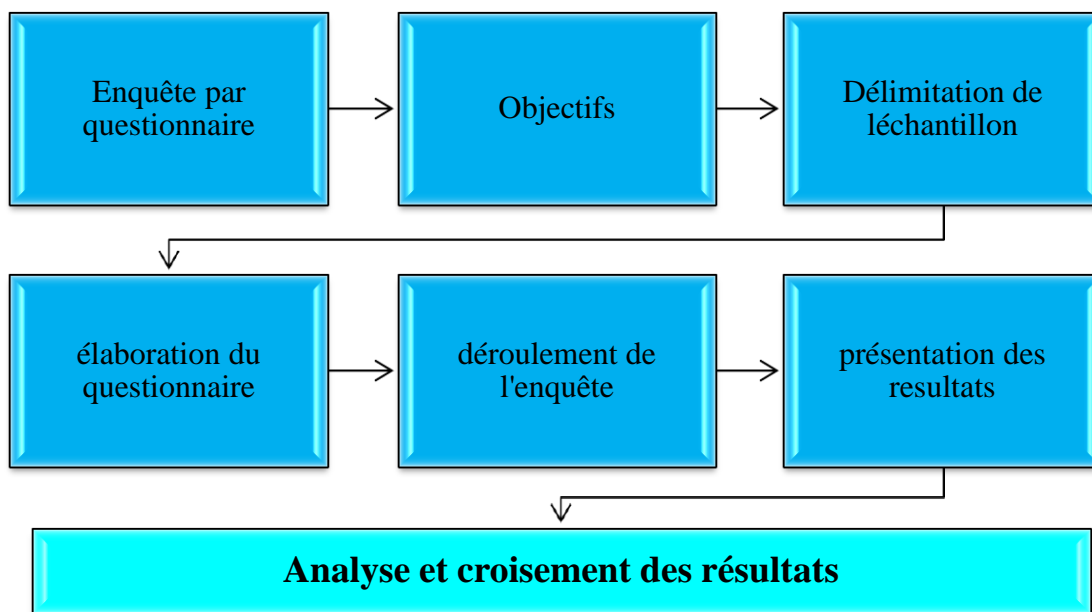 Enquête par
questionnaire
Objectifs
Délimitation de
léchantillon
élaboration du
questionnaire
déroulement de
l'enquête
présentation des
resultats
Analyse et croisement des résultats